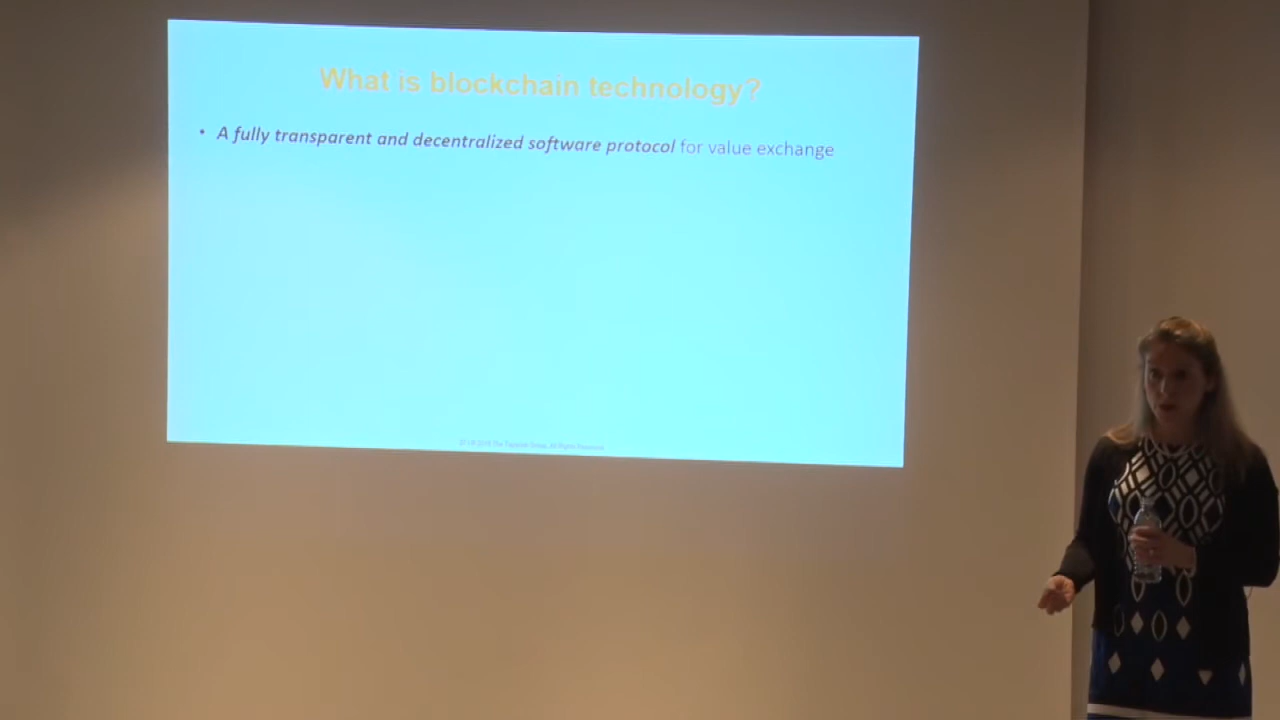 What is blockchain technology?
• A fully transparent and decentralized software protocol for value exchange